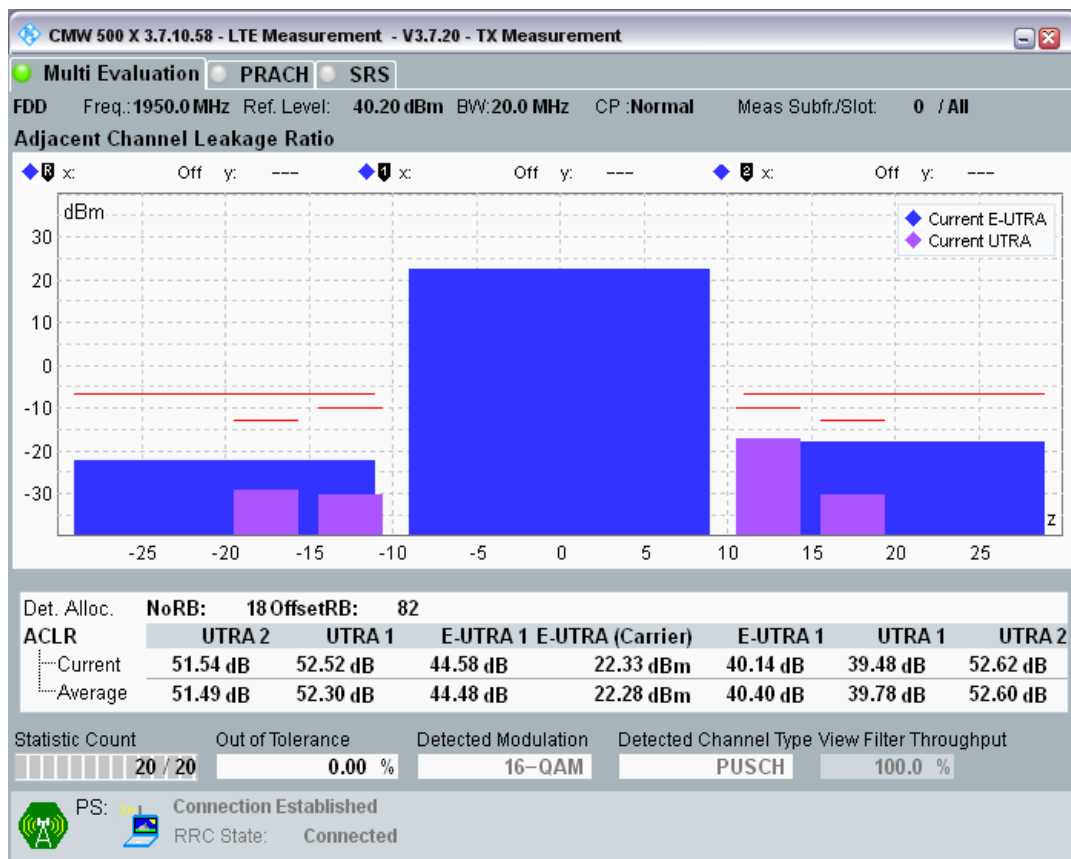 CMW 500 X 3.7.10.58 - LTE Measurement - V3.7.20 - TX Measurement
Multi Evaluation PRACH SRS
FDD Freq.:1950.0 MHz Ref. Level: 40.20 dBm BW:20.0 MHz CP :Normal Meas Subfr./Slot: 0 / All
Adjacent Channel Leakage Ratio
R x: Off y: --- 1 x: Off y: --- 2 x: Off y: ---
dBm
Current E-UTRA
Current UTRA
30
20
10
0
-10
-20
-30
z
-25 -20 -15 -10 -5 0 5 10 15 20 25
Det. Alloc. NoRB: 18 OffsetRB: 82
ACLR UTRA 2 UTRA 1 E-UTRA 1 E-UTRA (Carrier) E-UTRA 1 UTRA 1 UTRA 2
Current 51.54 dB 52.52 dB 44.58 dB 22.33 dBm 40.14 dB 39.48 dB 52.62 dB
Average 51.49 dB 52.30 dB 44.48 dB 22.28 dBm 40.40 dB 39.78 dB 52.60 dB
Statistic Count Out of Tolerance Detected Modulation Detected Channel Type View Filter Throughput
20 / 20 0.00 % 16-QAM PUSCH 100.0 %
PS: Connection Established
RRC State: Connected